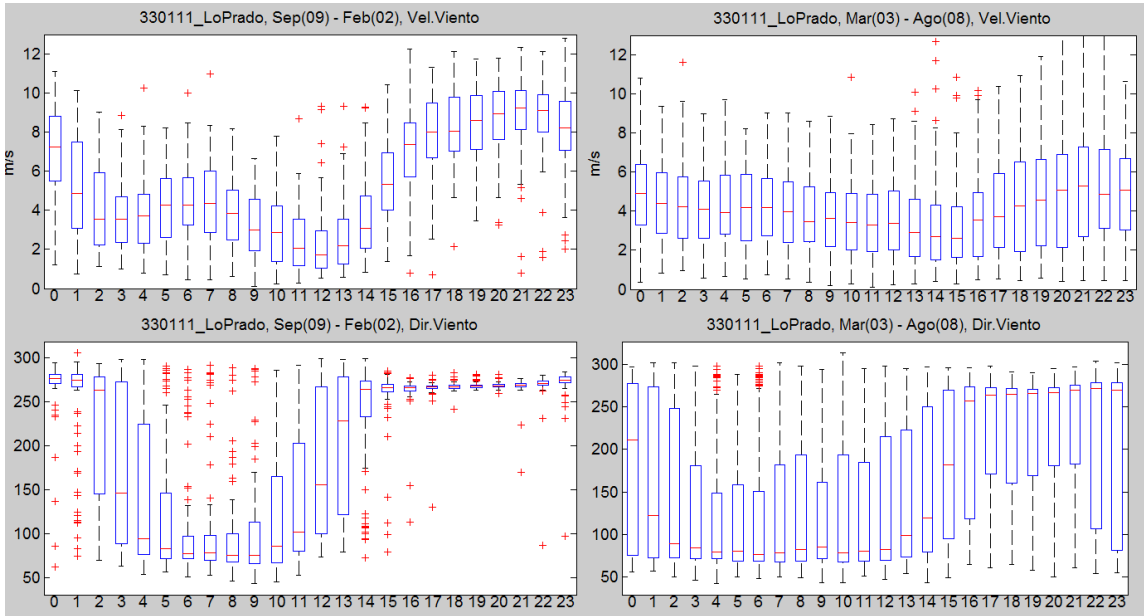 330111_LoPrado, Sep(09) - Feb(02), Vel.Viento
12
10
8
6
4
2
0
m/s
0 1 2 3 4 5 6 7 8 9 10 11 12 13 14 15 16 17 18 19 20 21 22 23
330111_LoPrado, Mar(03) - Ago(08), Vel.Viento
12
10
8
6
4
2
0
m/s
0 1 2 3 4 5 6 7 8 9 10 11 12 13 14 15 16 17 18 19 20 21 22 23
330111_LoPrado, Sep(09) - Feb(02), Dir.Viento
300
250
200
150
100
50
0 1 2 3 4 5 6 7 8 9 10 11 12 13 14 15 16 17 18 19 20 21 22 23
330111_LoPrado, Mar(03) - Ago(08), Dir.Viento
300
250
200
150
100
50
0 1 2 3 4 5 6 7 8 9 10 11 12 13 14 15 16 17 18 19 20 21 22 23